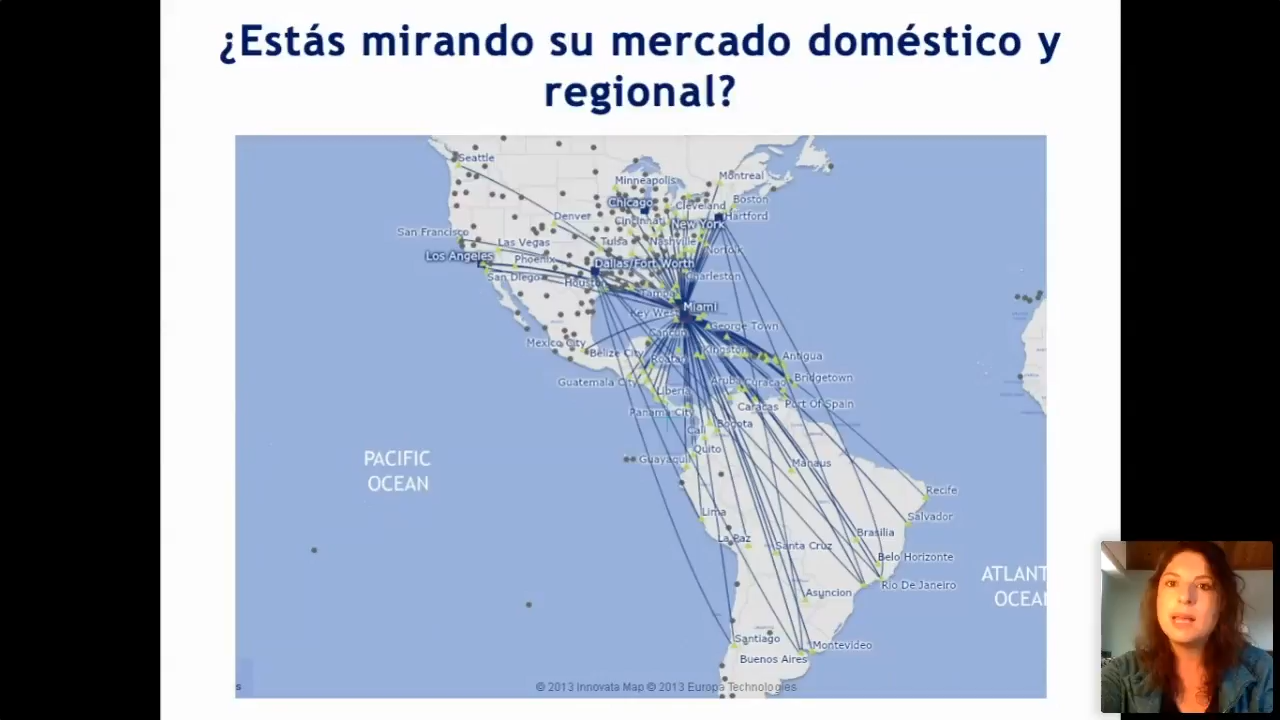 ¿Estás mirando su mercado doméstico y
regional?
Seattle
Minneapolis
Montreal
Chicago
Cleveland
Boston
Hartford
Denver
Cincinnati
New York
San Francisco
Las Vegas
Tulsa
Nashville
Norfolk
Los Angeles
Phoenix
Dallas/Fort Worth
San Diego
Houston
Charleston
Tampa
Key West
Miami
George Town
Mexico City
Cancun
Belize City
Kingston
Antigua
Guatemala City
Liberia
Aruba
Curacao
Bridgetown
Panama City
Caracas
Port Of Spain
Cali
Bogota
Quito
PACIFIC
OCEAN
Guayaquil
Manaus
Recife
Lima
Salvador
La Paz
Santa Cruz
Brasilia
Belo Horizonte
ATLANT
OCEAN
Rio De Janeiro
Asuncion
Santiago
Montevideo
Buenos Aires
s
© 2013 Innovata Map © 2013 Europa Technologies